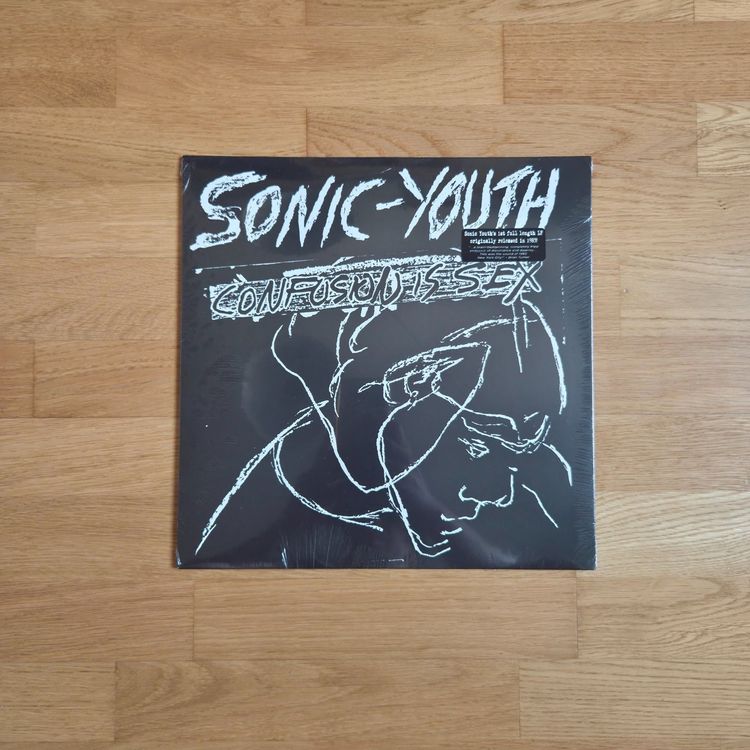 SONIC-YOUTH
Sonic Youth's 1st full length LP
originally released in 1983!
CONFUSION IS SEX